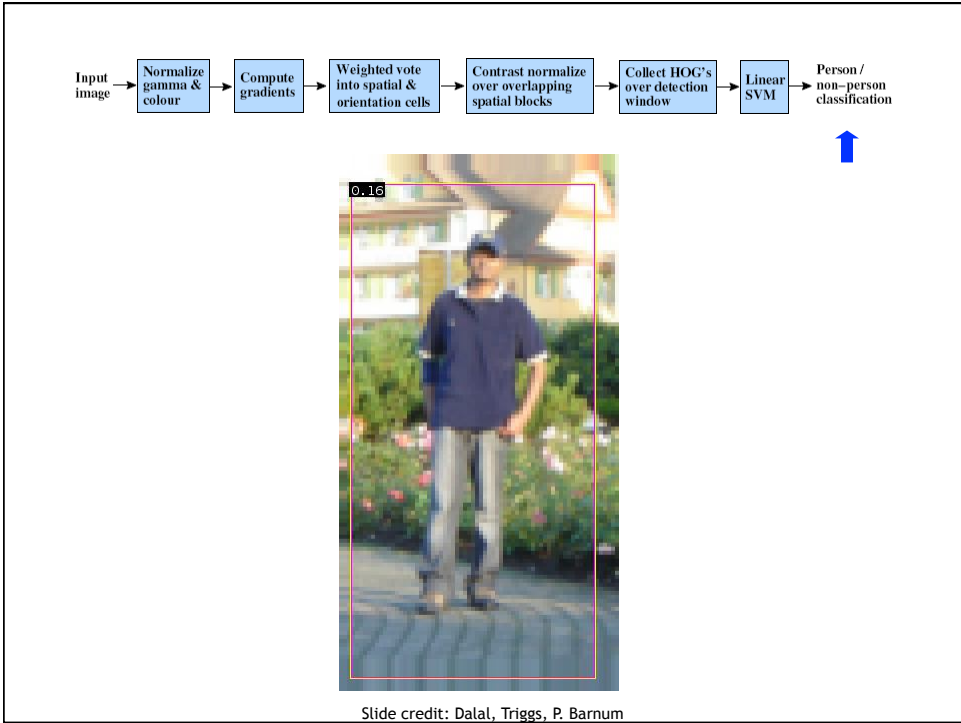 Input
image
Normalize
gamma &
colour
Compute
gradients
Weighted vote
into spatial &
orientation cells
Contrast normalize
over overlapping
spatial blocks
Collect HOG's
over detection
window
Linear
SVM
Person /
non−person
classification
0.16
Slide credit: Dalal, Triggs, P. Barnum